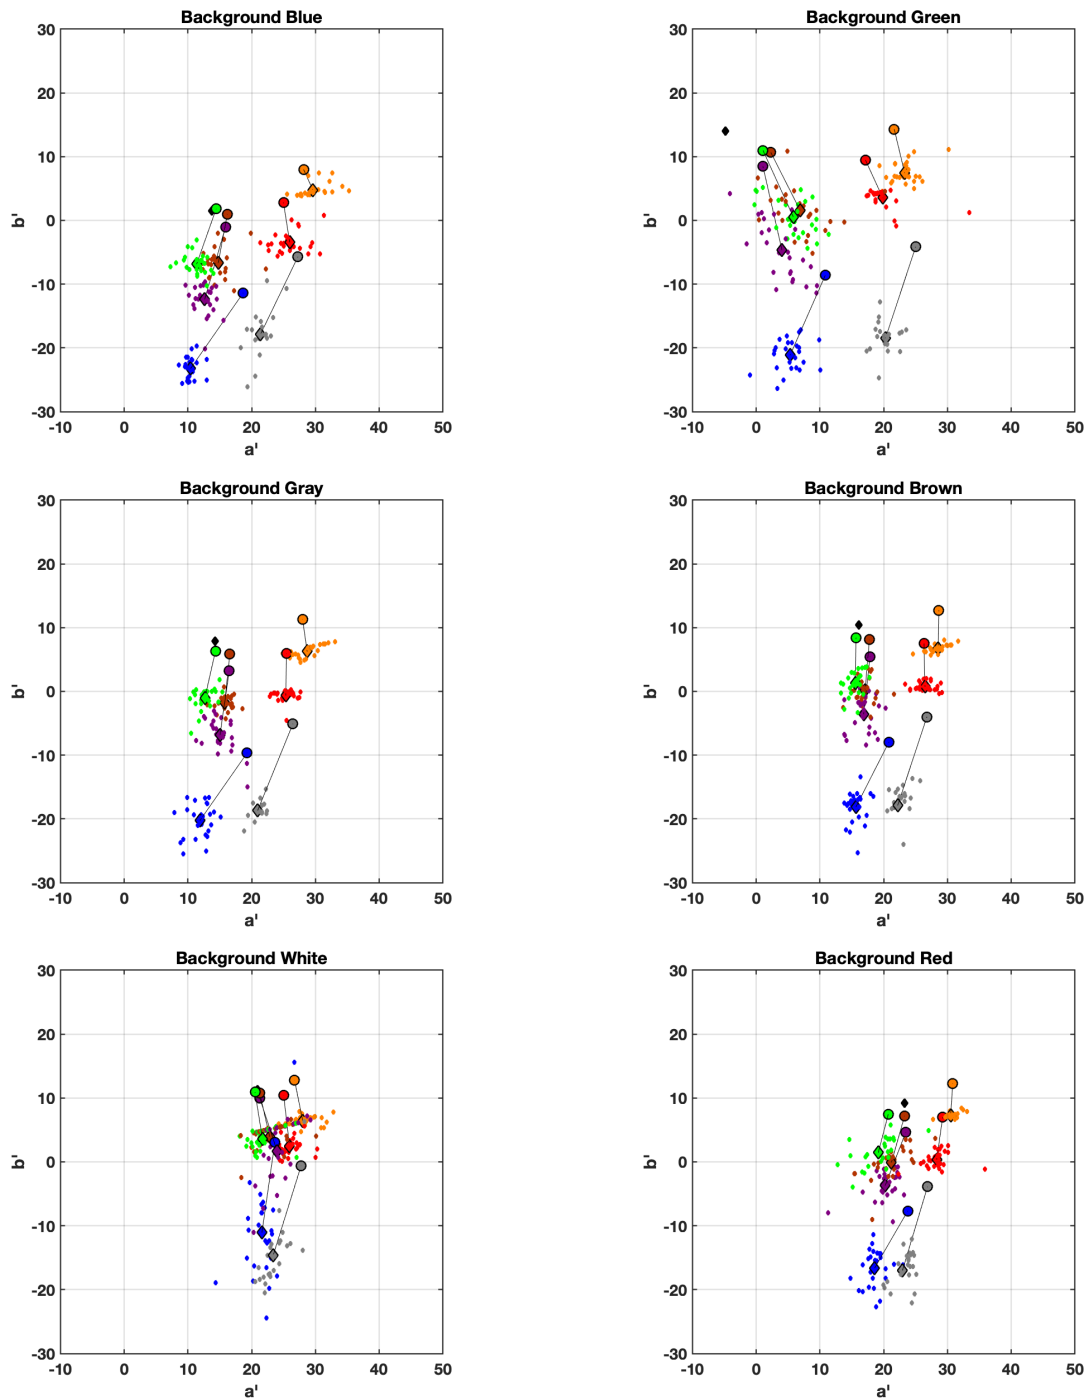 Background Blue
30
20
10
0
-10
-20
-30
-10 0 10 20 30 40 50
a'
b'
Background Green
30
20
10
0
-10
-20
-30
-10 0 10 20 30 40 50
a'
b'
Background Gray
30
20
10
0
-10
-20
-30
-10 0 10 20 30 40 50
a'
b'
Background Brown
30
20
10
0
-10
-20
-30
-10 0 10 20 30 40 50
a'
b'
Background White
30
20
10
0
-10
-20
-30
-10 0 10 20 30 40 50
a'
b'
Background Red
30
20
10
0
-10
-20
-30
-10 0 10 20 30 40 50
a'
b'